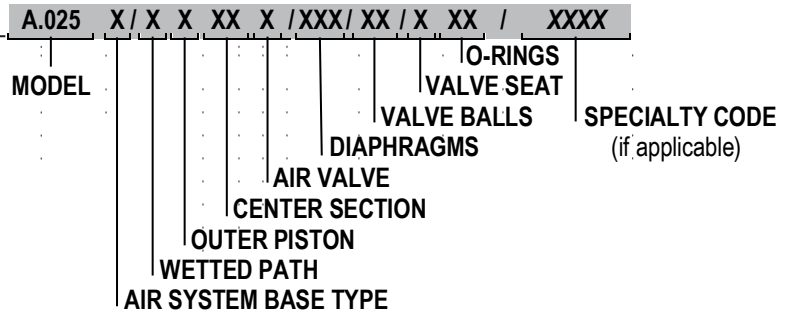 A.025 X / X X XX X / XXX / XX / X XX / XXXX
O-RINGS
MODEL VALVE SEAT
VALVE BALLS SPECIALTY CODE
DIAPHRAGMS (if applicable)
AIR VALVE
CENTER SECTION
OUTER PISTON
WETTED PATH
AIR SYSTEM BASE TYPE